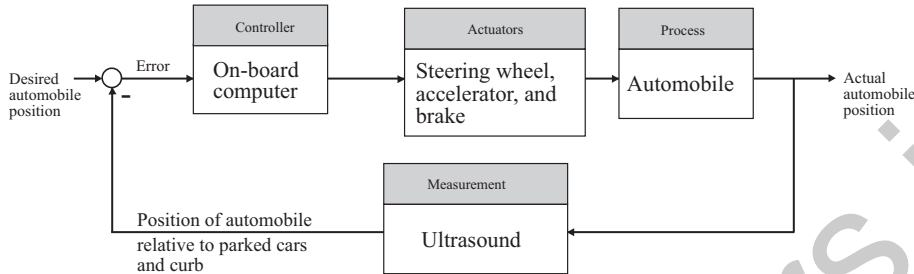 Controller
Actuators
Process
Desired
automobile
position
Error
On-board
computer
Steering wheel,
accelerator, and
brake
Automobile
Actual
automobile
position
-
Measurement
Ultrasound
Position of automobile
relative to parked cars
and curb